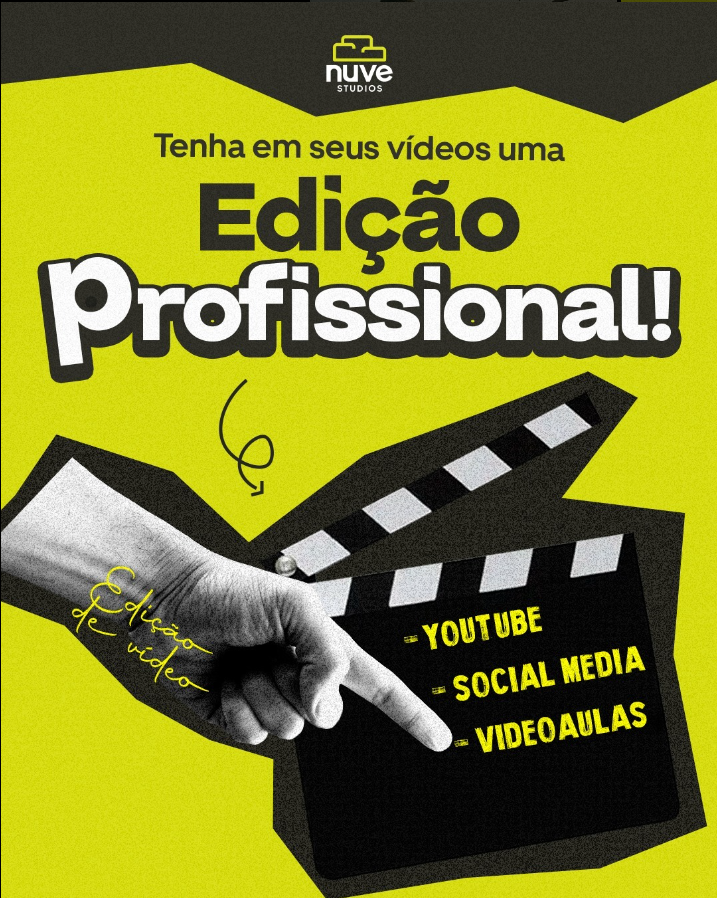 nuve
STUDIOS
Tenha em seus vídeos uma
Edição
Profissional!
Edição
de vídeo
- YOUTUBE
- SOCIAL MEDIA
- VIDEOAULAS